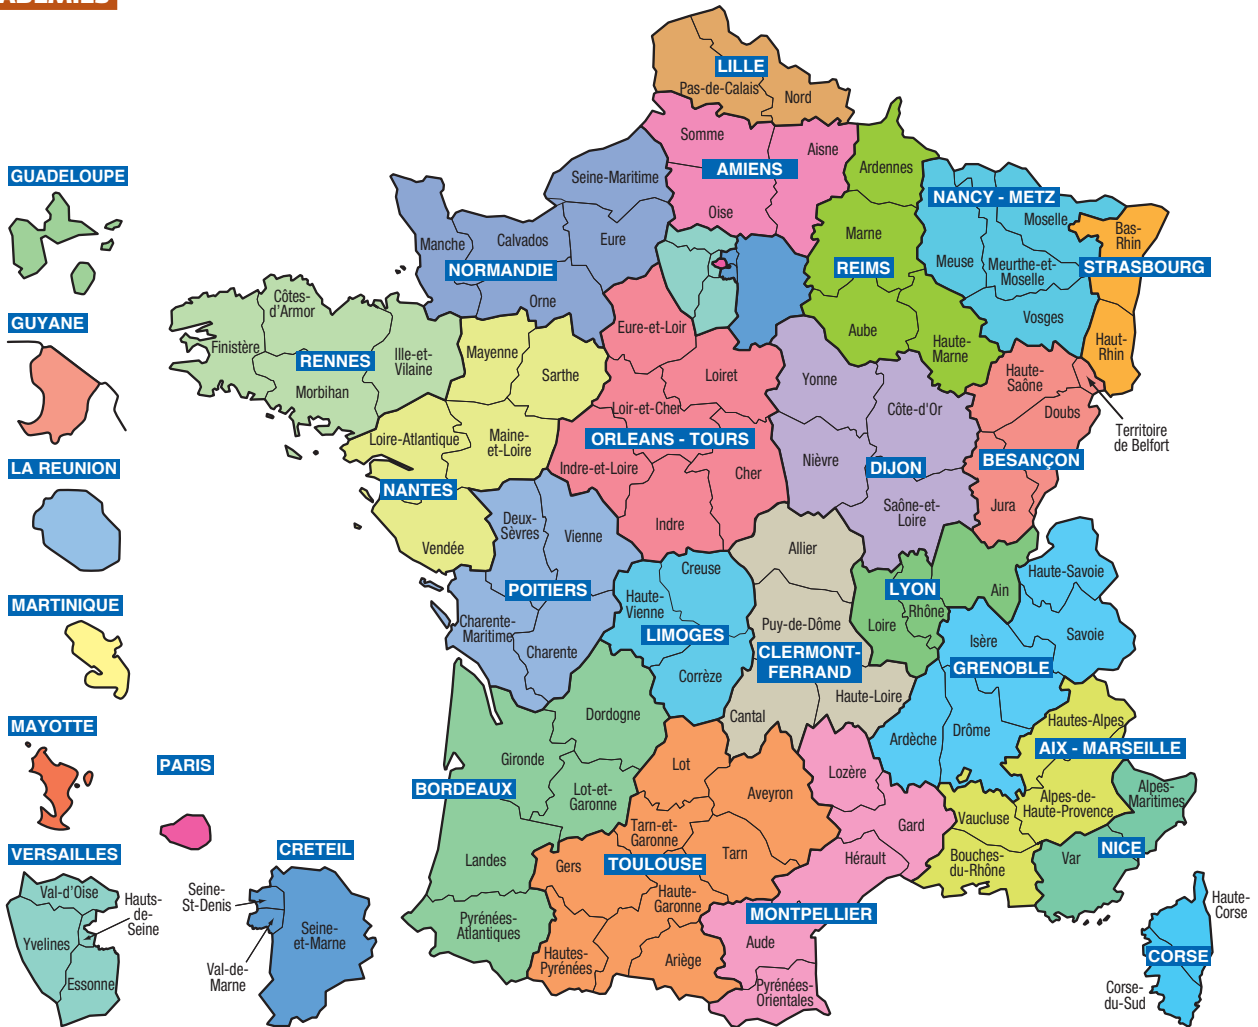 ACADEMIES
LILLE
Pas-de-Calais
Nord
Somme
Aisne
AMIENS
Oise
Ardennes
Seine-Maritime
GUADELOUPE
NANCY - METZ
Moselle
Bas-
Rhin
Manche
Calvados
Eure
Marne
NORMANDIE
REIMS
Meuse
Meurthe-et-
Moselle
STRASBOURG
Orne
Côtes-
d'Armor
GUYANE
Eure-et-Loir
Aube
Vosges
Finistère
RENNES
Ille-et-
Vilaine
Mayenne
Haute-
Marne
Haut-
Rhin
Sarthe
Morbihan
Loiret
Yonne
Haute-
Saône
Loir-et-Cher
Côte-d'Or
Doubs
Territoire
de Belfort
Loire-Atlantique
Maine-
et-Loire
ORLEANS - TOURS
LA REUNION
Indre-et-Loire
Cher
Nièvre
DIJON
BESANÇON
NANTES
Saône-et-
Loire
Jura
Deux-
Sèvres
Vienne
Indre
Vendée
Allier
Creuse
Haute-Savoie
MARTINIQUE
POITIERS
Haute-
Vienne
LYON
Ain
Rhône
Loire
Charente-
Maritime
LIMOGES
Puy-de-Dôme
Isère
Savoie
Charente
CLERMONT-
FERRAND
GRENOBLE
Corrèze
Haute-Loire
MAYOTTE
Dordogne
Cantal
Hautes-Alpes
Ardèche
Drôme
AIX - MARSEILLE
PARIS
Gironde
Lot
Lozère
BORDEAUX
Lot-et-
Garonne
Aveyron
Alpes-
Maritimes
Alpes-de-
Haute-Provence
Vaucluse
Tarn-et-
Garonne
Gard
VERSAILLES
CRETEIL
Landes
Gers
TOULOUSE
Tarn
Hérault
Bouches-
du-Rhône
Var
NICE
Val-d'Oise
Hauts-
de-
Seine
Seine-
St-Denis
Haute-
Garonne
Haute-
Corse
Yvelines
Seine-
et-Marne
Pyrénées-
Atlantiques
MONTPELLIER
Aude
CORSE
Essonne
Val-de-
Marne
Hautes-
Pyrénées
Ariège
Pyrénées-
Orientales
Corse-
du-Sud